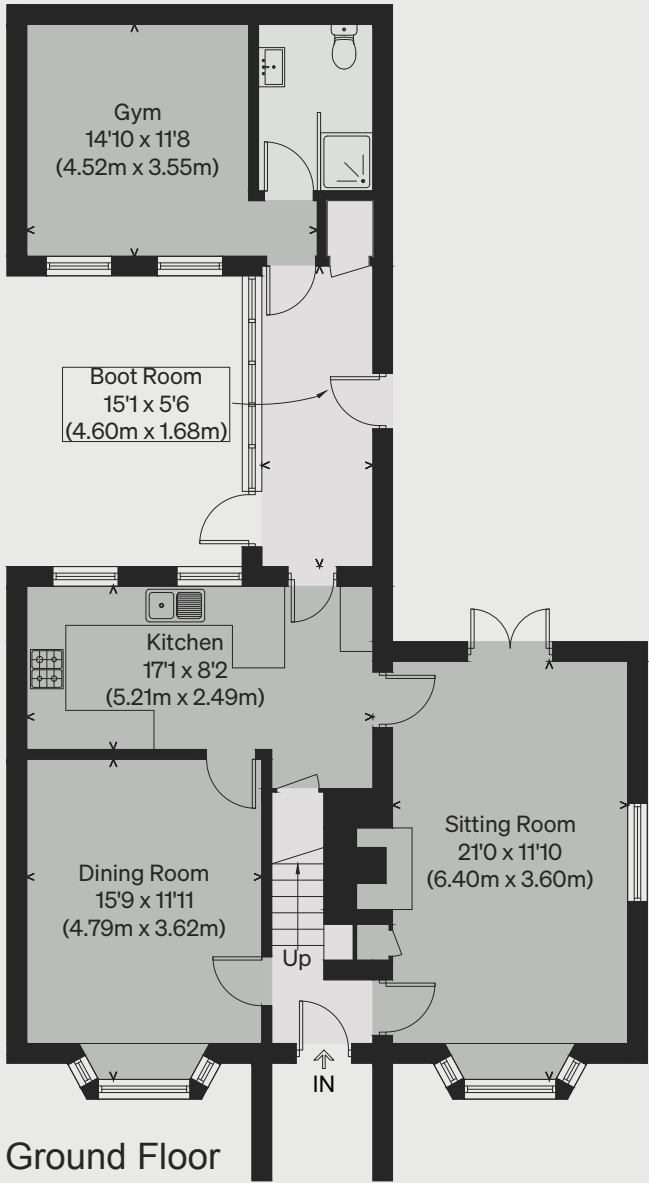 Gym
14'10 x 11'8
(4.52m x 3.55m)
Boot Room
15'1 x 5'6
(4.60m x 1.68m)
Kitchen
17'1 x 8'2
(5.21m x 2.49m)
Sitting Room
21'0 x 11'10
(6.40m x 3.60m)
Dining Room
15'9 x 11'11
(4.79m x 3.62m)
Up
IN
Ground Floor